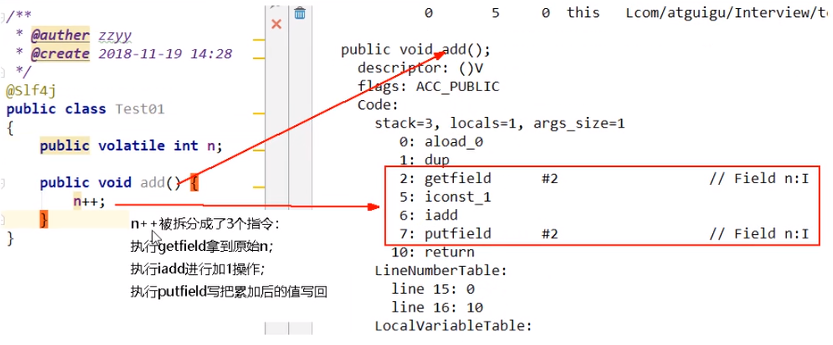 /**
* @auther zzyy
* @create 2018-11-19 14:28
*/
@Slf4j
public class Test01
{
public volatile int n;
public void add() {
n++;
}
}
n++被拆分成了3个指令:
执行getfield拿到原始n;
执行iadd进行加1操作;
执行putfield写把累加后的值写回
0 5 0 this Lcom/atguigu/Interview/t
public void add();
descriptor: ()V
flags: ACC_PUBLIC
Code:
stack=3, locals=1, args_size=1
0: aload_0
1: dup
2: getfield #2 // Field n:I
5: iconst_1
6: iadd
7: putfield #2 // Field n:I
10: return
LineNumberTable:
line 15: 0
line 16: 10
LocalVariableTable: